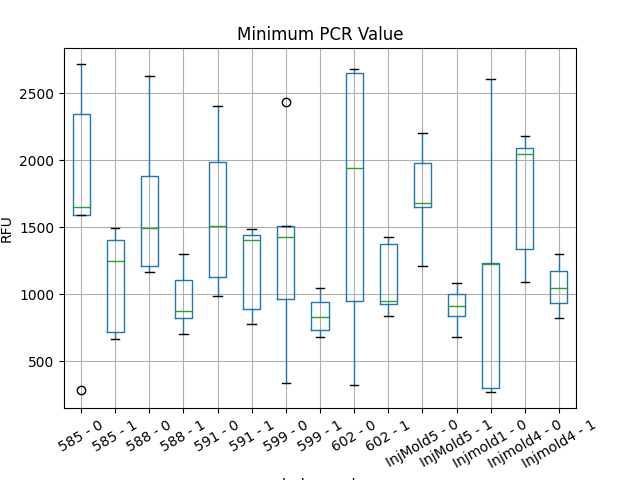 Minimum PCR Value
RFU
2500
2000
1500
1000
500
585 - 0
585 - 1
588 - 0
588 - 1
591 - 0
591 - 1
599 - 0
599 - 1
602 - 0
602 - 1
InjMold5 - 0
InjMold5 - 1
Injmold1 - 0
Injmold4 - 0
Injmold4 - 1